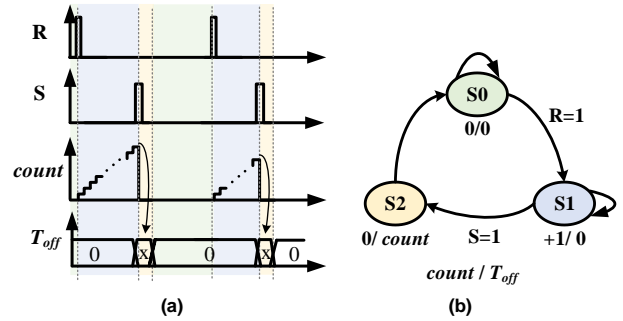 R
S
count
T_off
0 x 0 x 0
(a)
S0
0/0
R=1
S2
S1
0/ count
S=1
+1/ 0
count / T_off
(b)